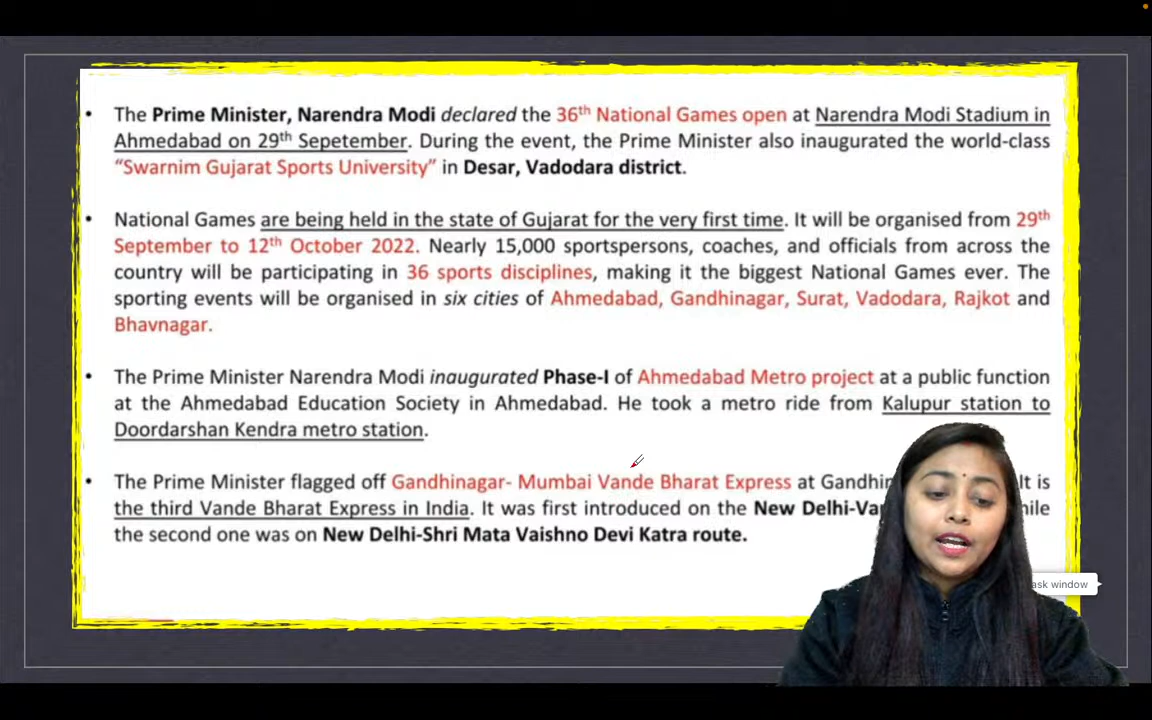 • The Prime Minister, Narendra Modi declared the 36th National Games open at Narendra Modi Stadium in
Ahmedabad on 29th Sepetember. During the event, the Prime Minister also inaugurated the world-class
“Swarnim Gujarat Sports University” in Desar, Vadodara district.
• National Games are being held in the state of Gujarat for the very first time. It will be organised from 29th
September to 12th October 2022. Nearly 15,000 sportspersons, coaches, and officials from across the
country will be participating in 36 sports disciplines, making it the biggest National Games ever. The
sporting events will be organised in six cities of Ahmedabad, Gandhinagar, Surat, Vadodara, Rajkot and
Bhavnagar.
• The Prime Minister Narendra Modi inaugurated Phase-I of Ahmedabad Metro project at a public function
at the Ahmedabad Education Society in Ahmedabad. He took a metro ride from Kalupur station to
Doordarshan Kendra metro station.
• The Prime Minister flagged off Gandhinagar- Mumbai Vande Bharat Express at It is
the third Vande Bharat Express in India. It was first introduced on the New
the second one was on New Delhi-Shri Mata Vaishno Devi Katra route.
window